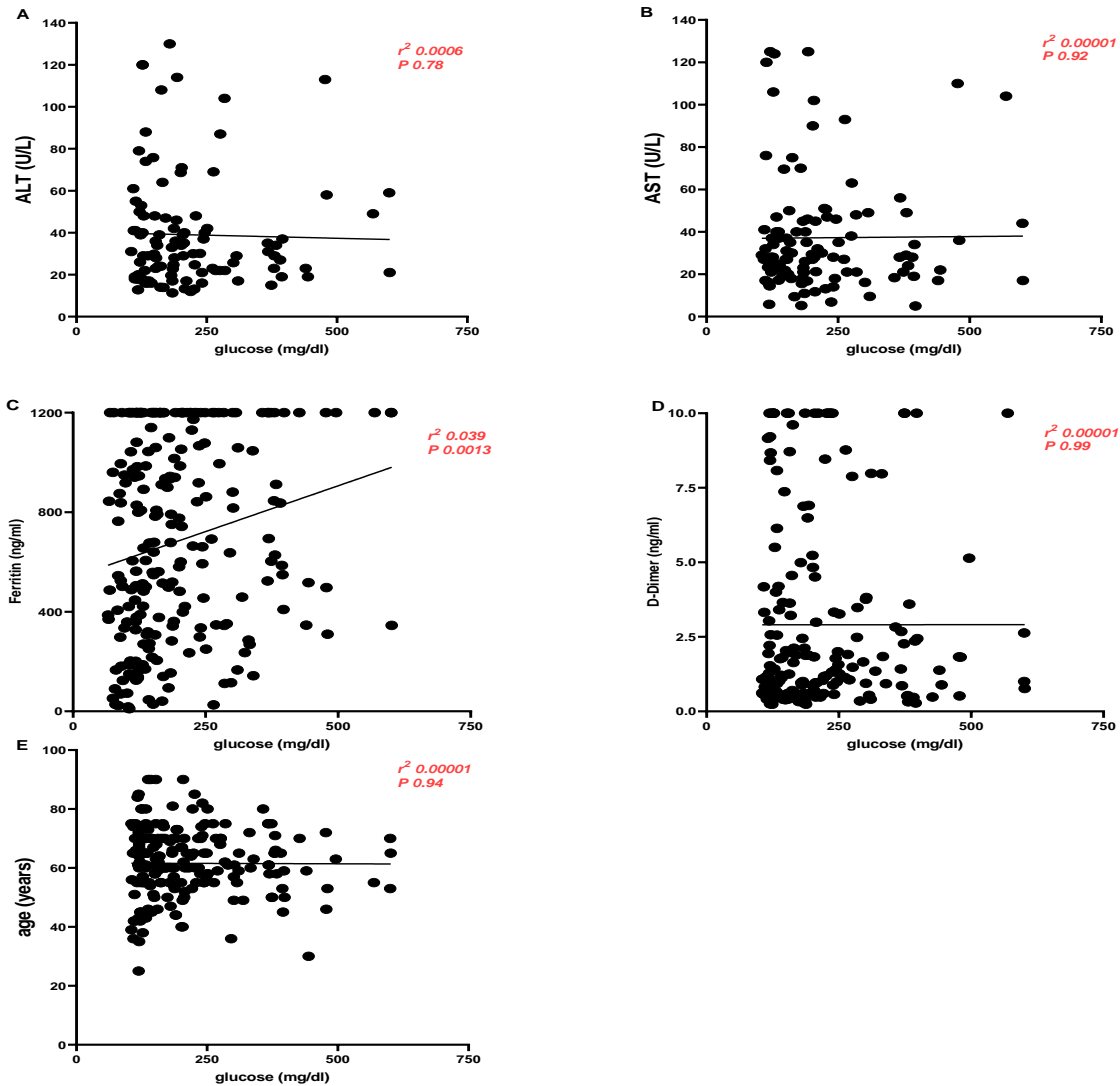 A
r² 0.0006
P 0.78
ALT (U/L)
140
120
100
80
60
40
20
0
0 250 500 750
glucose (mg/dl)
B
r² 0.00001
P 0.92
AST (U/L)
140
120
100
80
60
40
20
0
0 250 500 750
glucose (mg/dl)
C
r² 0.039
P 0.0013
Ferritin (ng/ml)
1200
800
400
0
0 250 500 750
glucose (mg/dl)
D
r² 0.00001
P 0.99
D-Dimer (ng/ml)
10.0
7.5
5.0
2.5
0.0
0 250 500 750
glucose (mg/dl)
E
r² 0.00001
P 0.94
age (years)
100
80
60
40
20
0
0 250 500 750
glucose (mg/dl)